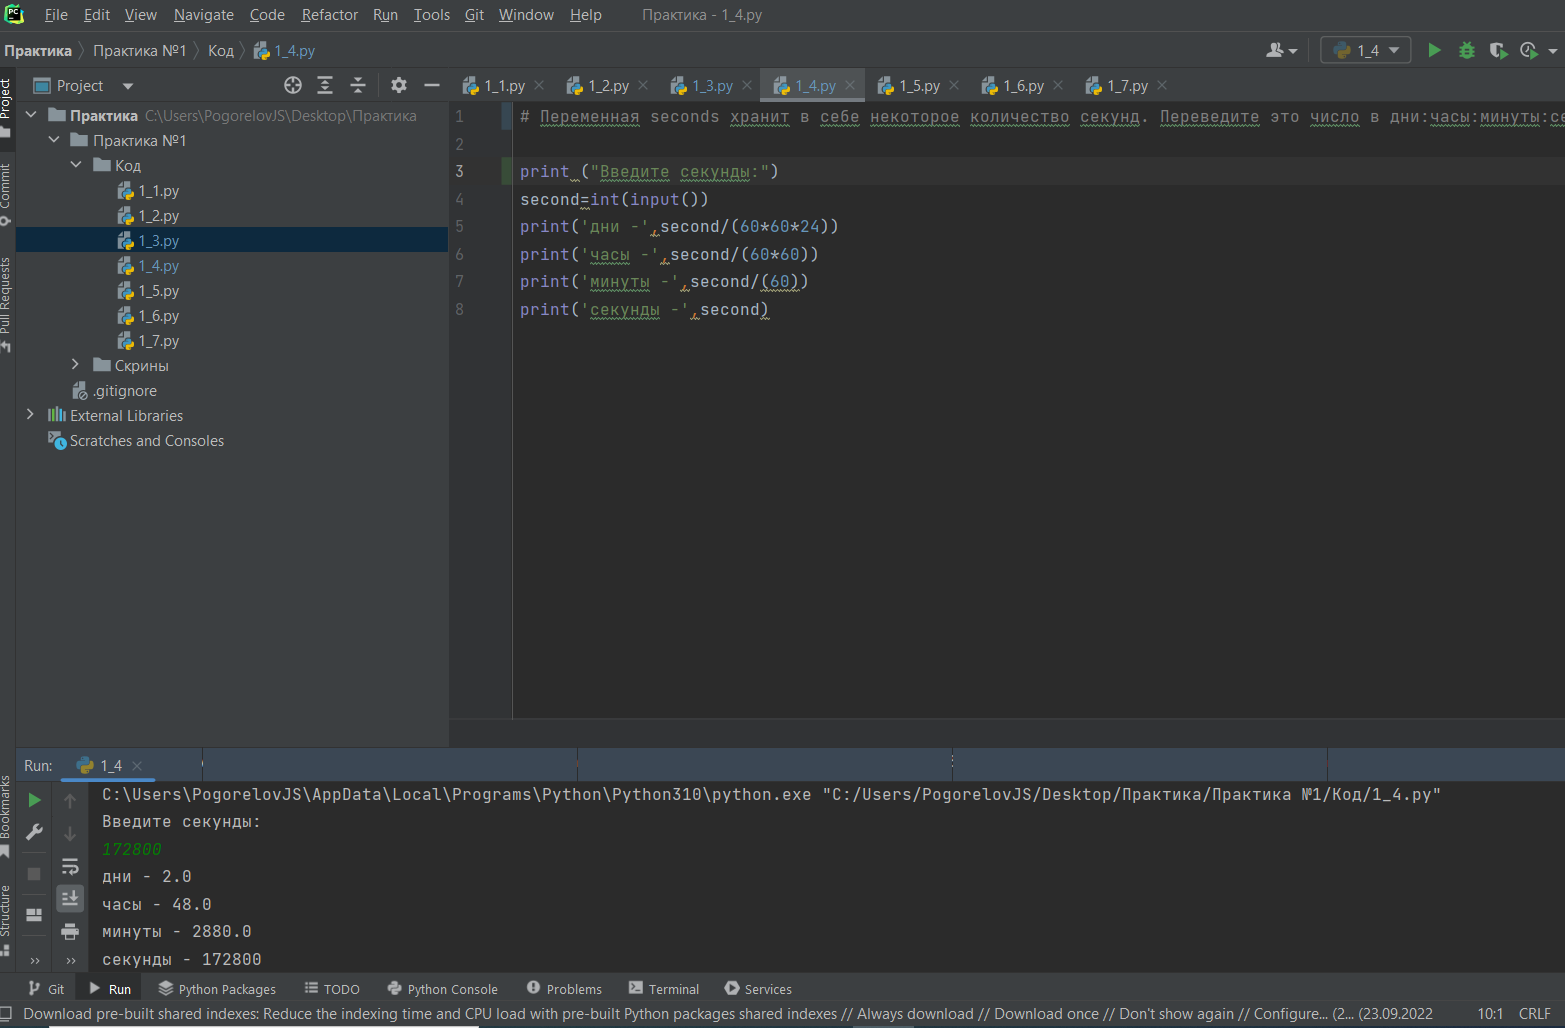 File Edit View Navigate Code Refactor Run Tools Git Window Help Практика - 1_4.py
Практика Практика №1 Код 1_4.py 1_4
Project
1_1.py 1_2.py 1_3.py 1_4.py 1_5.py 1_6.py 1_7.py
Практика C:\Users\PogorelovJS\Desktop\Практика
Практика №1
Код
1_1.py
1_2.py
1_3.py
1_4.py
1_5.py
1_6.py
1_7.py
Скрины
.gitignore
External Libraries
Scratches and Consoles
Project
Commit
Pull Requests
Bookmarks
Structure
1 # Переменная seconds хранит в себе некоторое количество секунд. Переведите это число в дни:часы:минуты:се
2
3 print ("Введите секунды:")
4 second=int(input())
5 print('дни -',second/(60*60*24))
6 print('часы -',second/(60*60))
7 print('минуты -',second/(60))
8 print('секунды -',second)
Run: 1_4
C:\Users\PogorelovJS\AppData\Local\Programs\Python\Python310\python.exe "C:/Users/PogorelovJS/Desktop/Практика/Практика №1/Код/1_4.py"
Введите секунды:
172800
дни - 2.0
часы - 48.0
минуты - 2880.0
секунды - 172800
Git Run Python Packages TODO Python Console Problems Terminal Services
Download pre-built shared indexes: Reduce the indexing time and CPU load with pre-built Python packages shared indexes // Always download // Download once // Don't show again // Configure... (2... (23.09.2022 10:1 CRLF